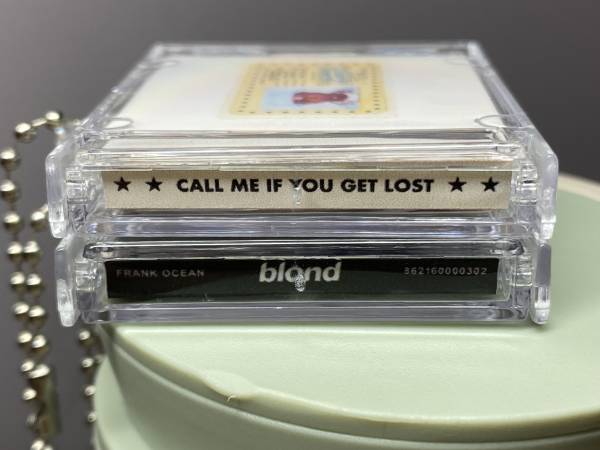 ★ ★ CALL ME IF YOU GET LOST ★ ★
FRANK OCEAN blond 862160000302